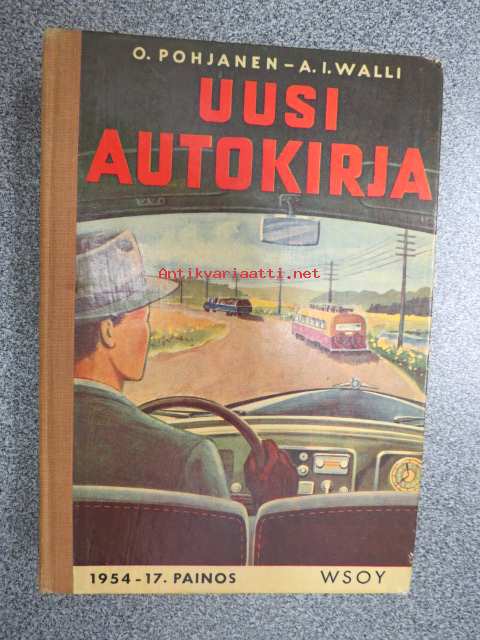 O. POHJANEN – A. I. WALLI
UUSI
AUTOKIRJA
Antikvariaatti.net
1954 - 17. PAINOS
WSOY